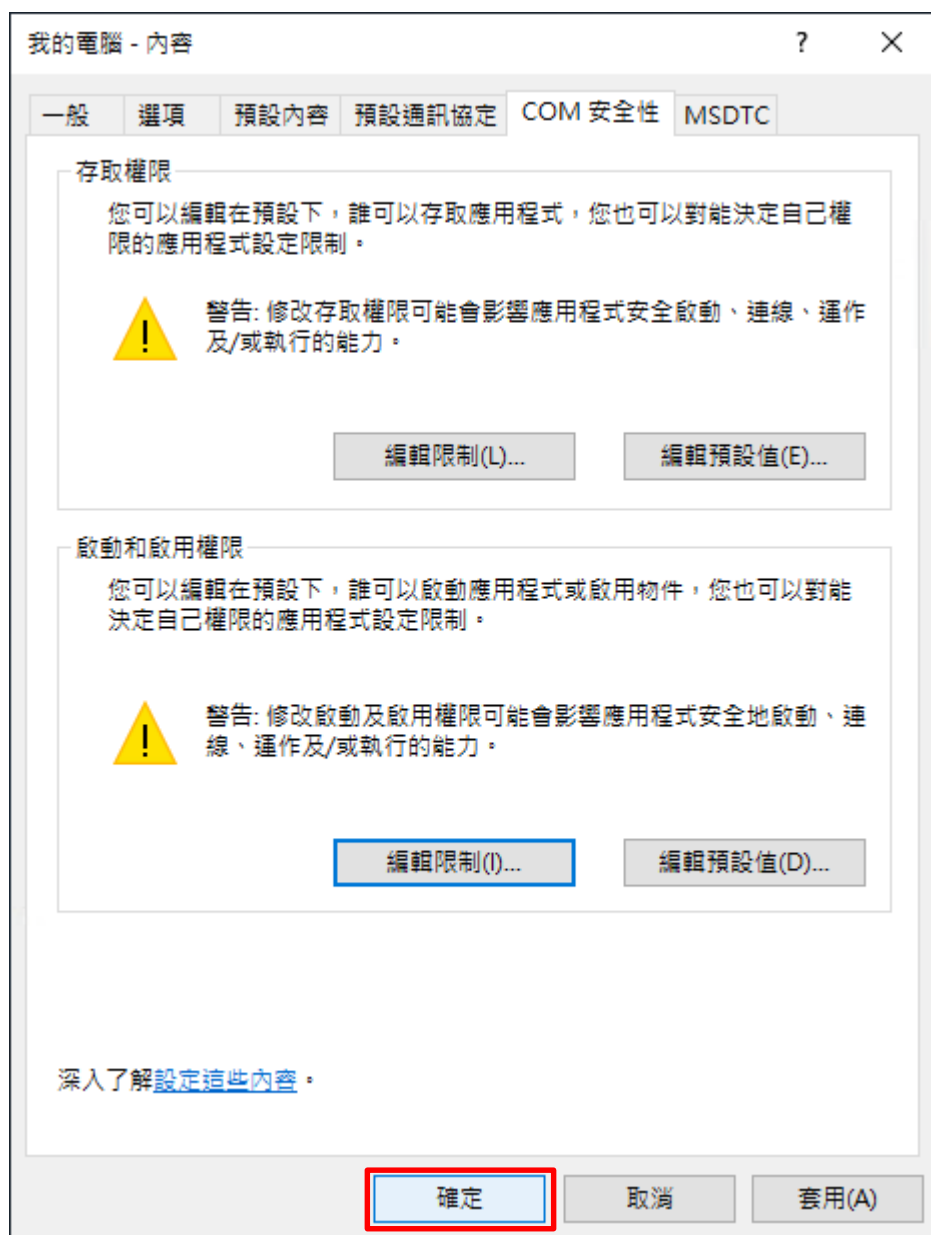 我的電腦 - 內容
?
一般 選項 預設內容 預設通訊協定 COM 安全性 MSDTC
存取權限
您可以編輯在預設下，誰可以存取應用程式，您也可以對能決定自己權
限的應用程式設定限制。
警告: 修改存取權限可能會影響應用程式安全啟動、連線、運作
及/或執行的能力。
編輯限制(L)... 編輯預設值(E)...
啟動和啟用權限
您可以編輯在預設下，誰可以啟動應用程式或啟用物件，您也可以對能
決定自己權限的應用程式設定限制。
警告: 修改啟動及啟用權限可能會影響應用程式安全地啟動、連
線、運作及/或執行的能力。
編輯限制(I)... 編輯預設值(D)...
深入了解設定這些內容。
確定 取消 套用(A)